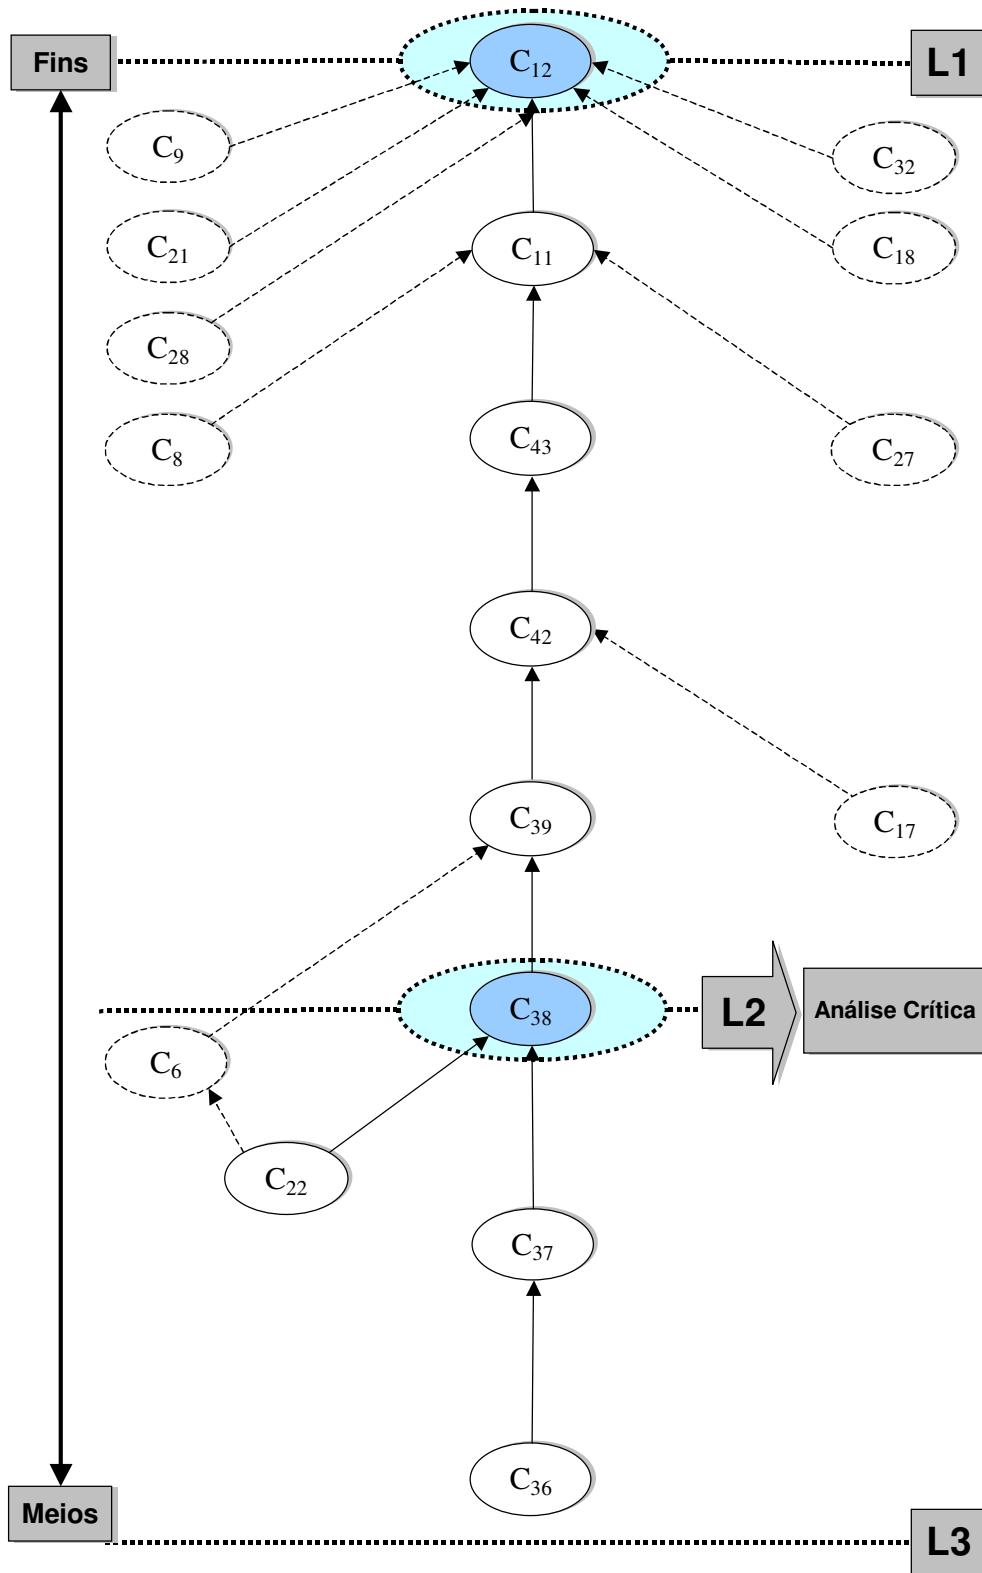 Fins
C12
L1
C9
C32
C21
C11
C18
C28
C8
C43
C27
C42
C39
C17
C38
L2
Análise Crítica
C6
C22
C37
C36
Meios
L3